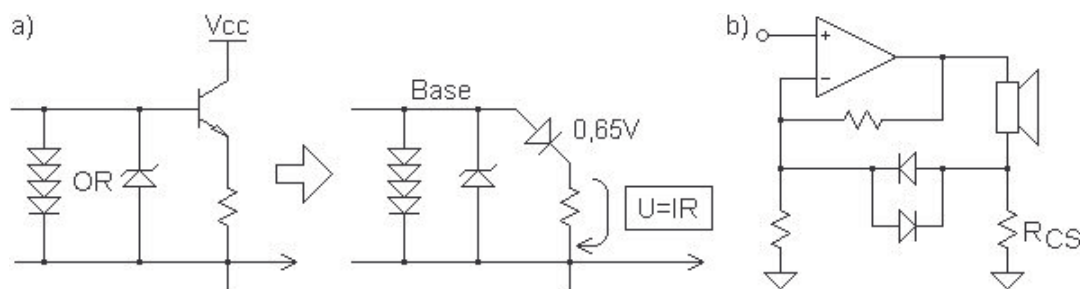 a)
Vcc
OR
Base
0,65V
U=IR
b)
+
−
RCS